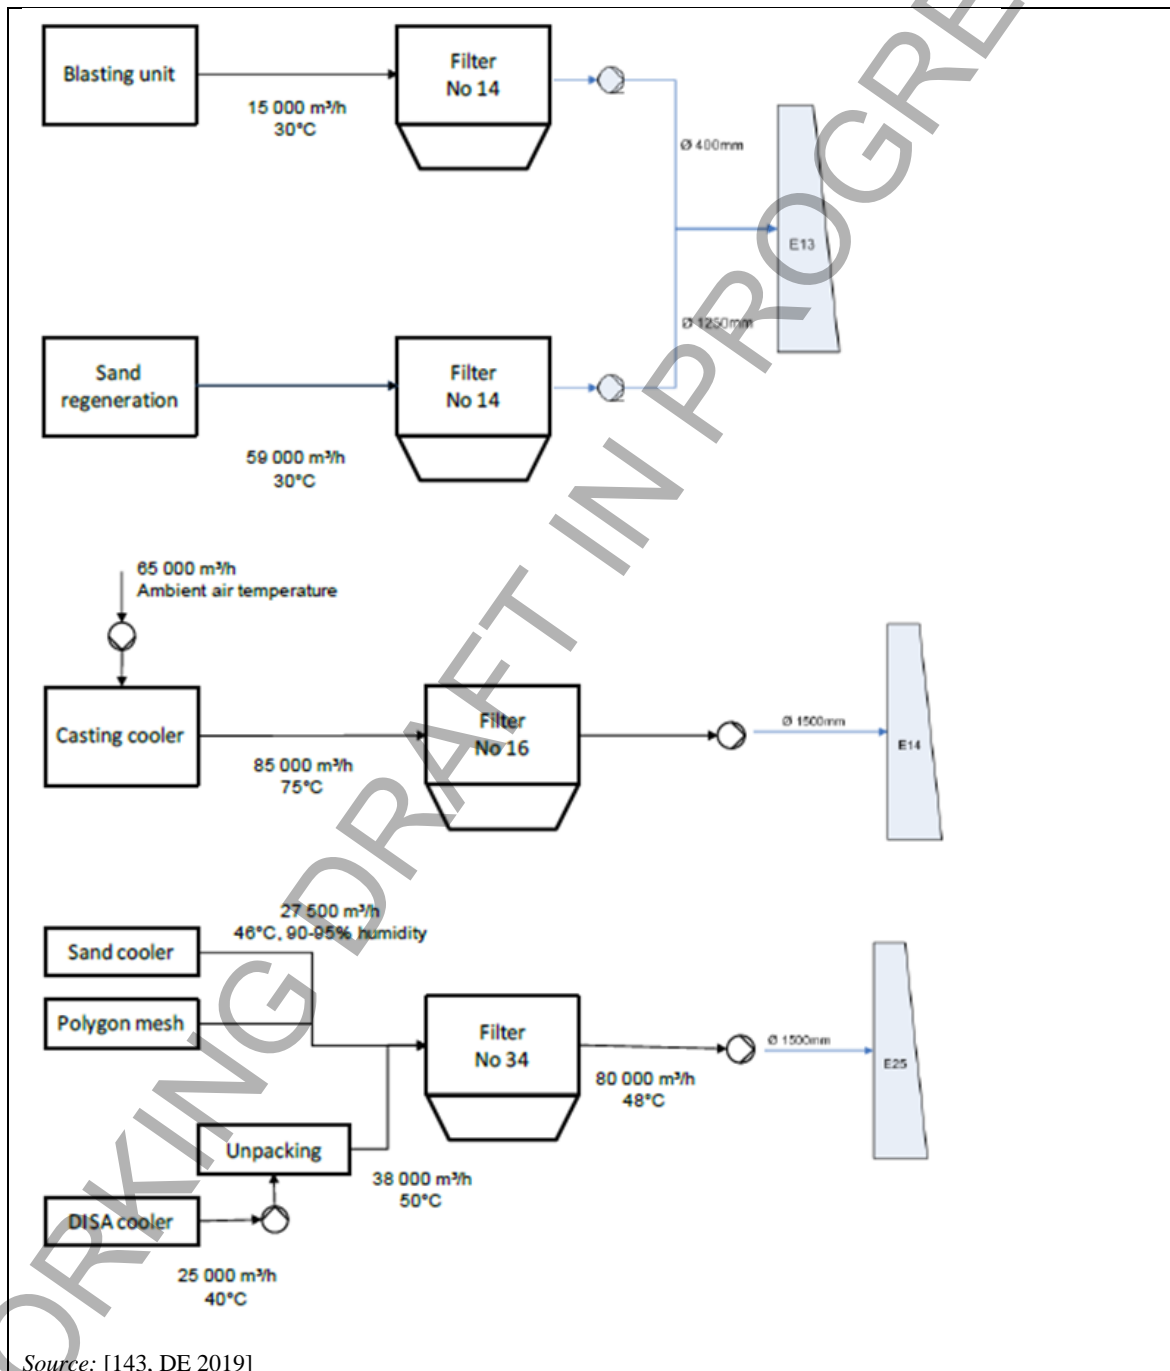 Blasting unit
15 000 m³/h
30°C
Filter
No 14
Ø 400mm
E13
Ø 1250mm
Sand
regeneration
59 000 m³/h
30°C
Filter
No 14
65 000 m³/h
Ambient air temperature
Casting cooler
85 000 m³/h
75°C
Filter
No 16
Ø 1500mm
E14
27 500 m³/h
46°C, 90-95% humidity
Sand cooler
Polygon mesh
Filter
No 34
80 000 m³/h
48°C
Ø 1500mm
E25
Unpacking
38 000 m³/h
50°C
DISA cooler
25 000 m³/h
40°C
Source: [143, DE 2019]
ORKING DRAFT IN PROGRE